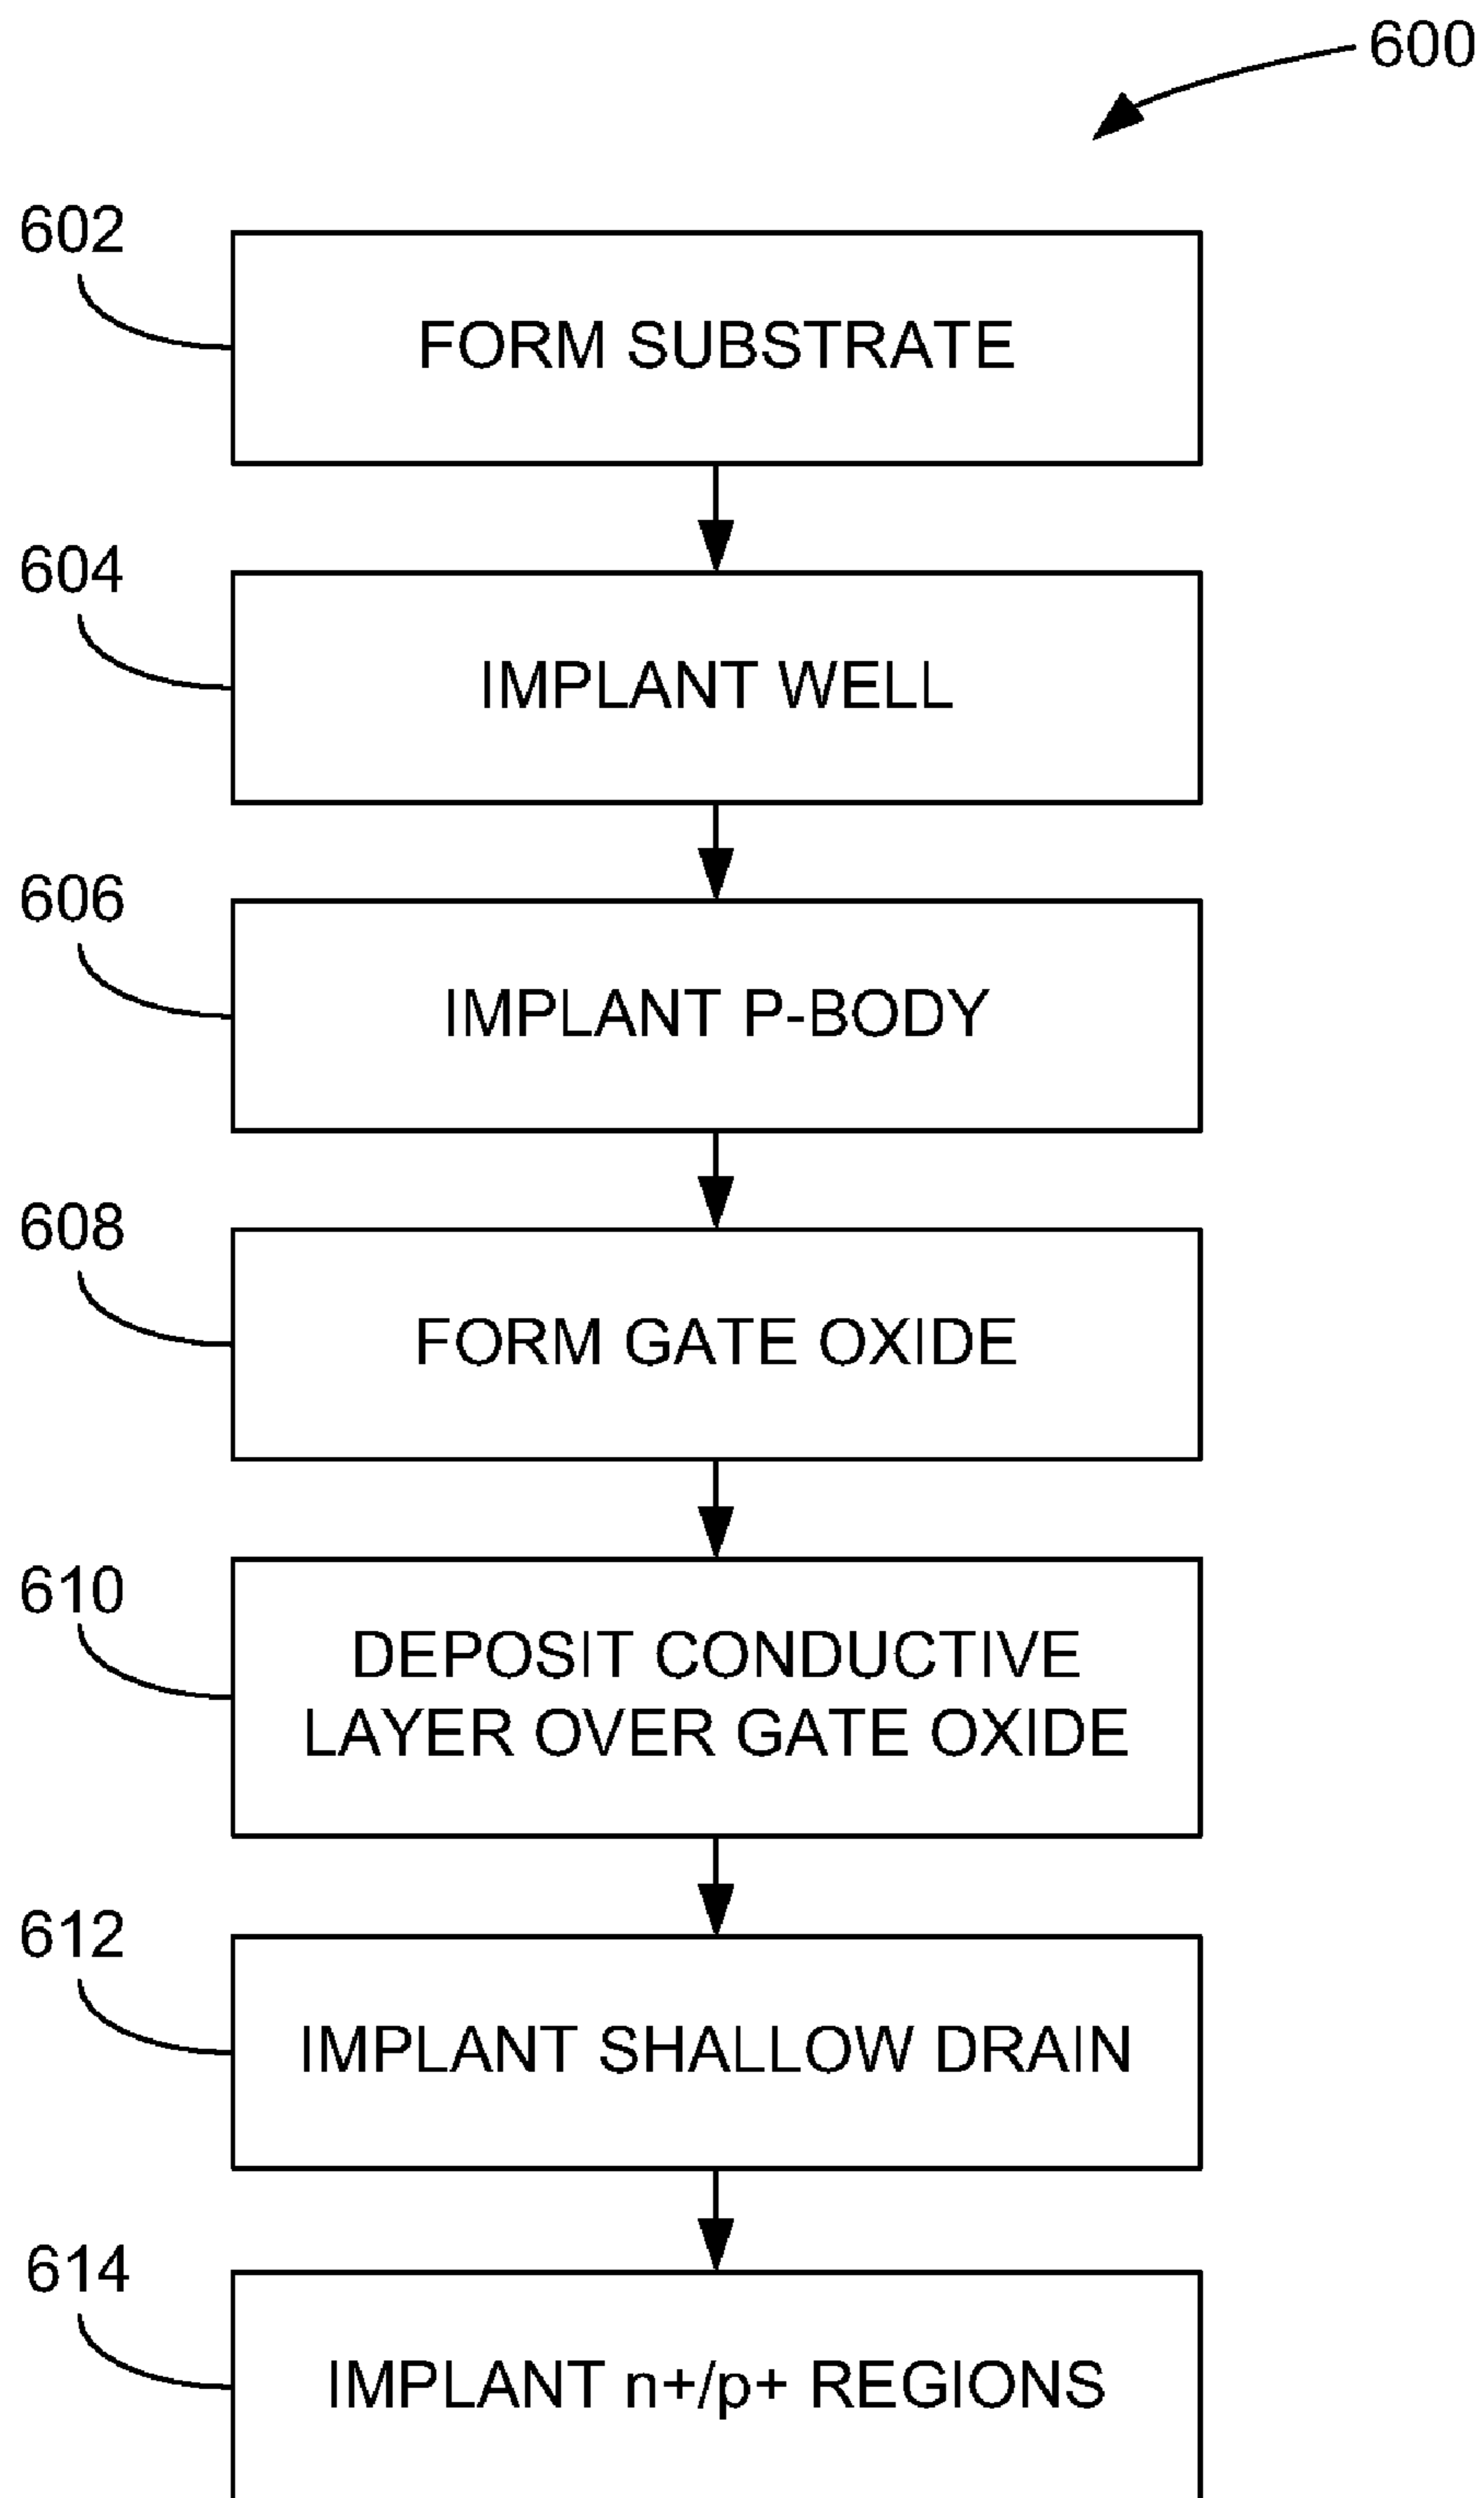 600
602
FORM SUBSTRATE
604
IMPLANT WELL
606
IMPLANT P-BODY
608
FORM GATE OXIDE
610
DEPOSIT CONDUCTIVE
LAYER OVER GATE OXIDE
612
IMPLANT SHALLOW DRAIN
614
IMPLANT n+/p+ REGIONS